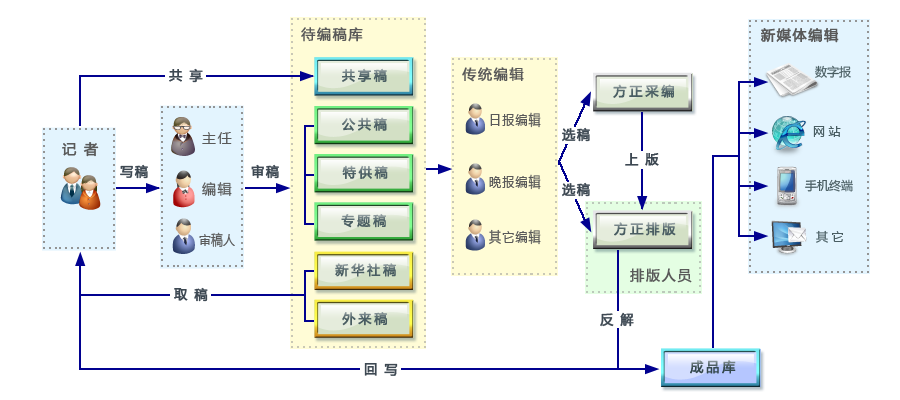 待编稿库
共享稿
公共稿
特供稿
专题稿
新华社稿
外来稿
共享
记者
写稿
主任
编辑
审稿人
审稿
取稿
传统编辑
日报编辑
晚报编辑
其它编辑
选稿
选稿
方正采编
上版
方正排版
排版人员
反解
回写
成品库
新媒体编辑
数字报
网站
手机终端
其它